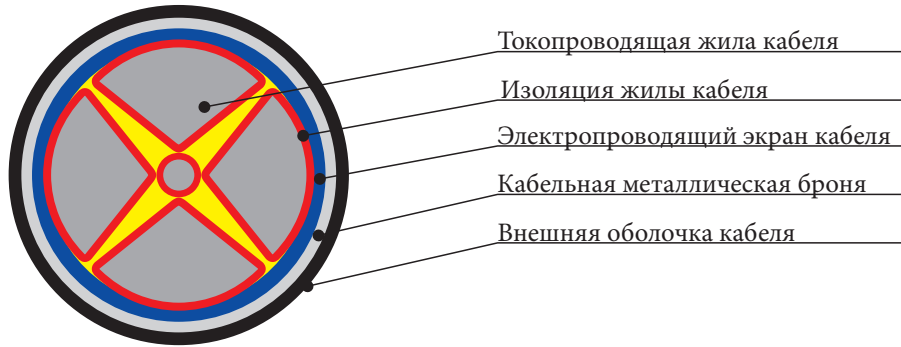 Токопроводящая жила кабеля
Изоляция жилы кабеля
Электропроводящий экран кабеля
Кабельная металлическая броня
Внешняя оболочка кабеля